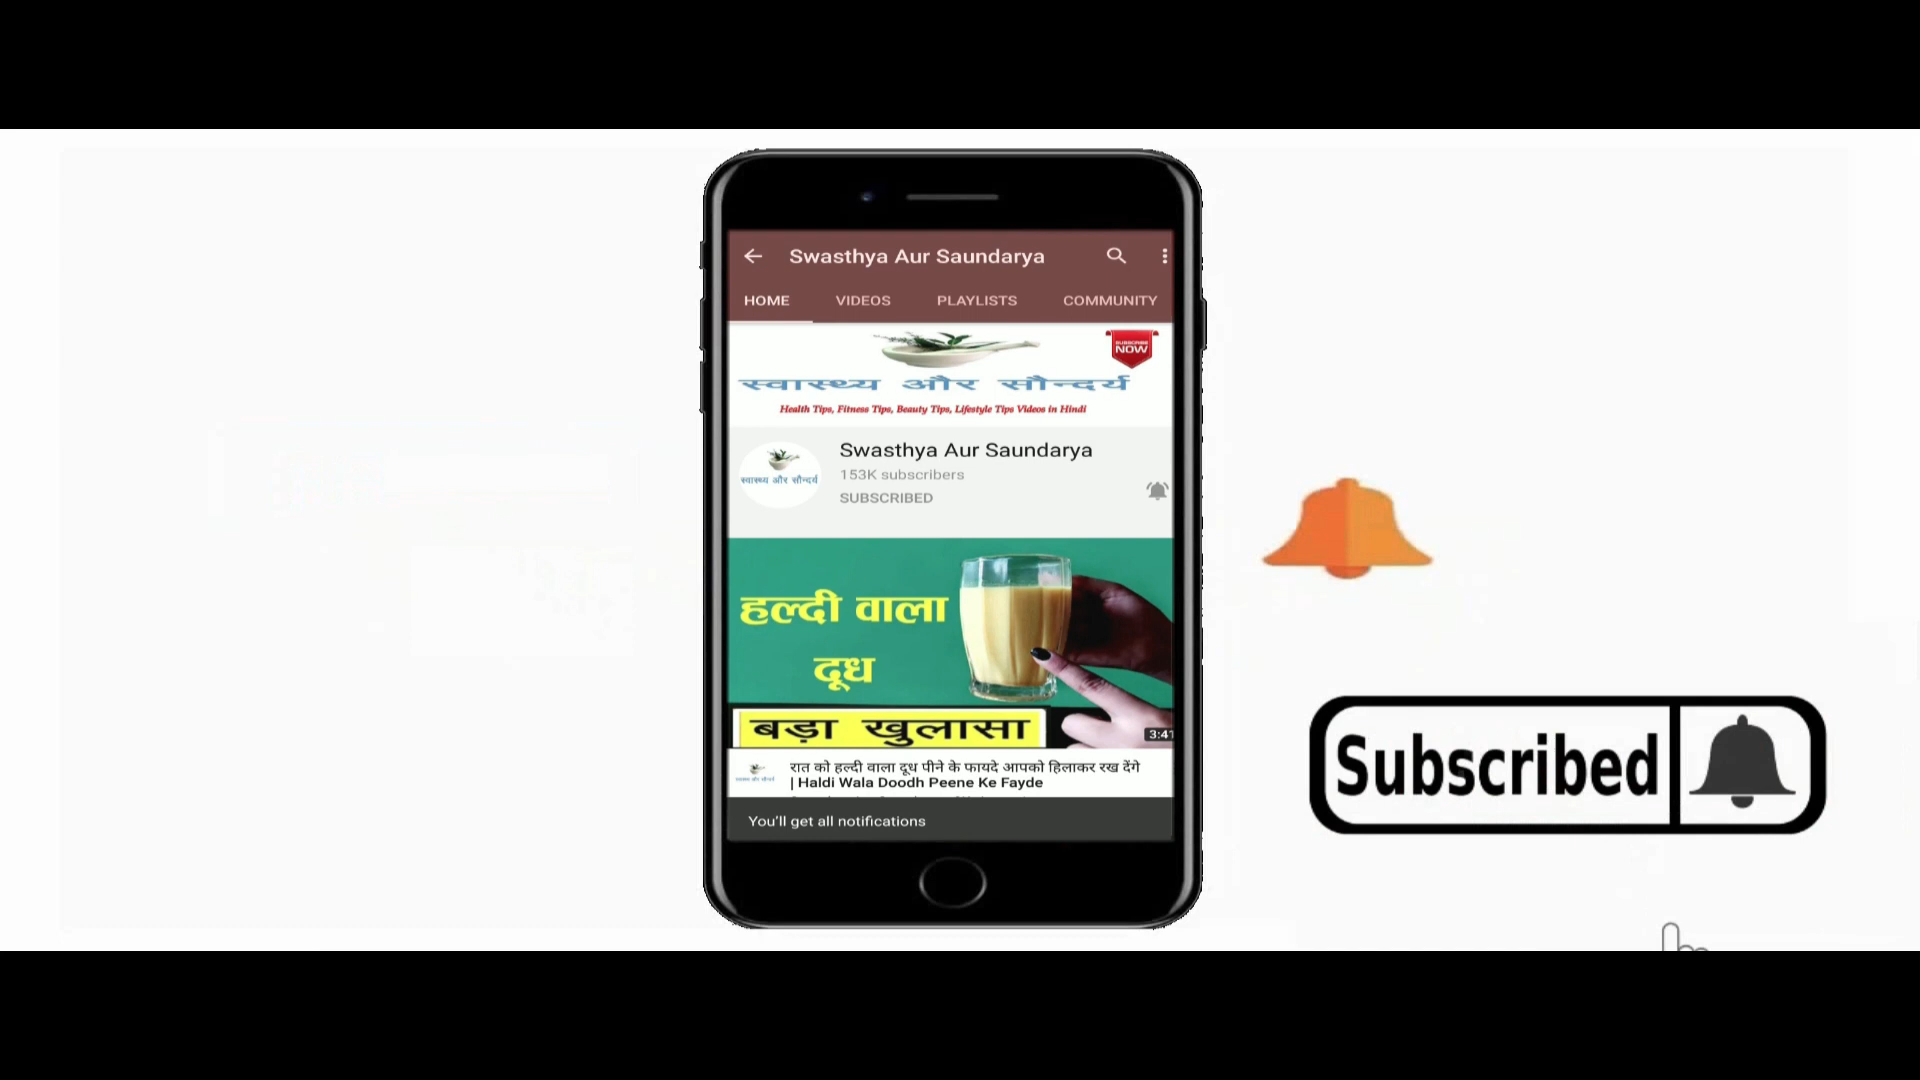 Swasthya Aur Saundarya
HOME VIDEOS PLAYLISTS COMMUNITY
SUBSCRIBE
NOW
स्वास्थ्य और सौन्दर्य
Health Tips, Fitness Tips, Beauty Tips, Lifestyle Tips Videos in Hindi
Swasthya Aur Saundarya
153K subscribers
SUBSCRIBED
स्वास्थ्य और सौन्दर्य
हल्दी वाला
दूध
बड़ा खुलासा
3:41
रात को हल्दी वाला दूध पीने के फायदे आपको हिलाकर रख देंगे
| Haldi Wala Doodh Peene Ke Fayde
You'll get all notifications
Subscribed